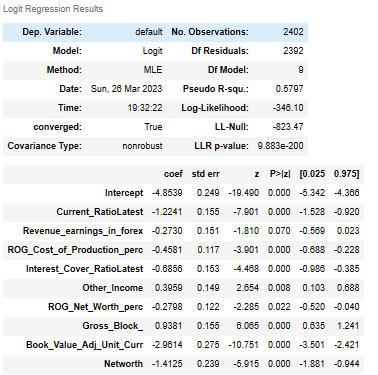 Logit Regression Results
Dep. Variable: default No. Observations: 2402
Model: Logit Df Residuals: 2392
Method: MLE Df Model: 9
Date: Sun, 26 Mar 2023 Pseudo R-squ.: 0.5797
Time: 19:32:22 Log-Likelihood: -346.10
converged: True LL-Null: -823.47
Covariance Type: nonrobust LLR p-value: 9.883e-200
coef std err z P>|z| [0.025 0.975]
Intercept -4.8539 0.249 -19.490 0.000 -5.342 -4.366
Current_RatioLatest -1.2241 0.155 -7.901 0.000 -1.528 -0.920
Revenue_earnings_in_forex -0.2730 0.151 -1.810 0.070 -0.569 0.023
ROG_Cost_of_Production_perc -0.4581 0.117 -3.901 0.000 -0.688 -0.228
Interest_Cover_RatioLatest -0.6856 0.153 -4.468 0.000 -0.986 -0.385
Other_Income 0.3959 0.149 2.654 0.008 0.103 0.688
ROG_Net_Worth_perc -0.2798 0.122 -2.285 0.022 -0.520 -0.040
Gross_Block_ 0.9381 0.155 6.065 0.000 0.635 1.241
Book_Value_Adj_Unit_Curr -2.9614 0.275 -10.751 0.000 -3.501 -2.421
Networth -1.4125 0.239 -5.915 0.000 -1.881 -0.944